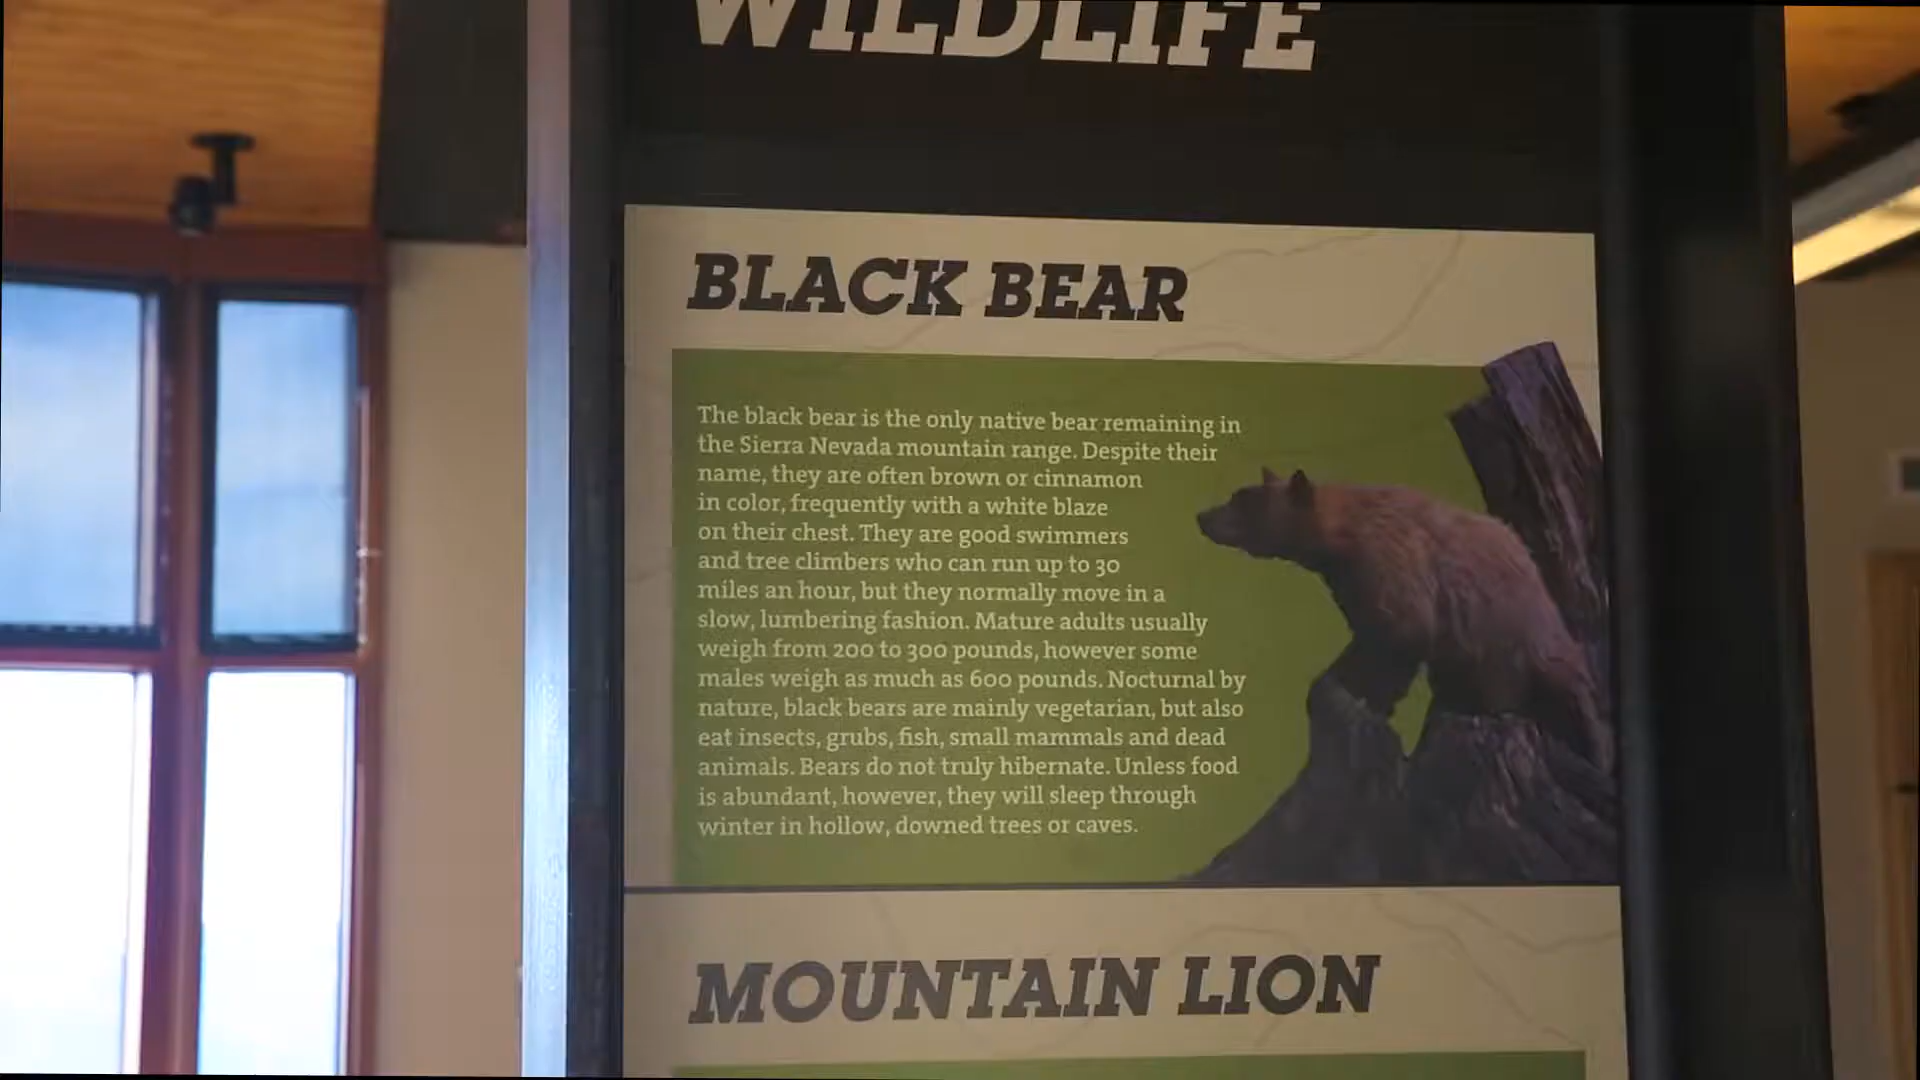 WILDLIFE
BLACK BEAR
The black bear is the only native bear remaining in
the Sierra Nevada mountain range. Despite their
name, they are often brown or cinnamon
in color, frequently with a white blaze
on their chest. They are good swimmers
and tree climbers who can run up to 30
miles an hour, but they normally move in a
slow, lumbering fashion. Mature adults usually
weigh from 200 to 300 pounds, however some
males weigh as much as 600 pounds. Nocturnal by
nature, black bears are mainly vegetarian, but also
eat insects, grubs, fish, small mammals and dead
animals. Bears do not truly hibernate. Unless food
is abundant, however, they will sleep through
winter in hollow, downed trees or caves.
MOUNTAIN LION